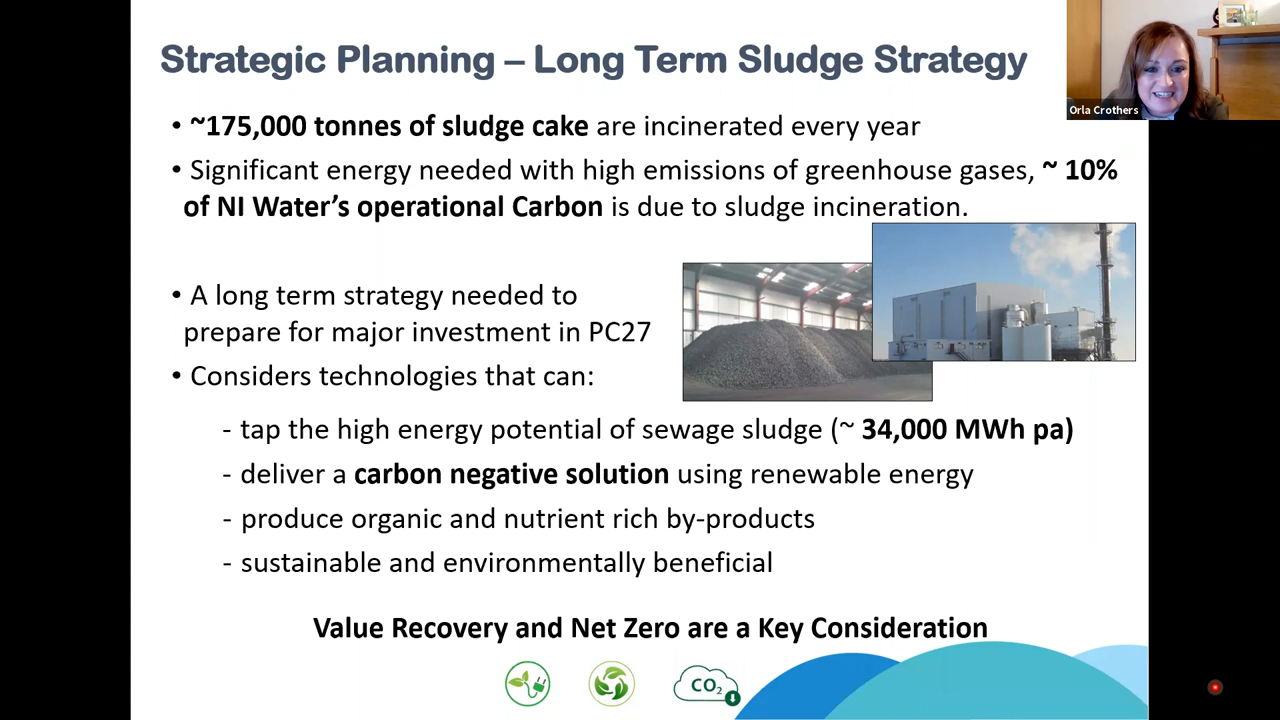 Strategic Planning – Long Term Sludge Strategy
Orla Crothers
• ~175,000 tonnes of sludge cake are incinerated every year
• Significant energy needed with high emissions of greenhouse gases, ~ 10%
of NI Water’s operational Carbon is due to sludge incineration.
• A long term strategy needed to
prepare for major investment in PC27
• Considers technologies that can:
- tap the high energy potential of sewage sludge (~ 34,000 MWh pa)
- deliver a carbon negative solution using renewable energy
- produce organic and nutrient rich by-products
- sustainable and environmentally beneficial
Value Recovery and Net Zero are a Key Consideration
CO2